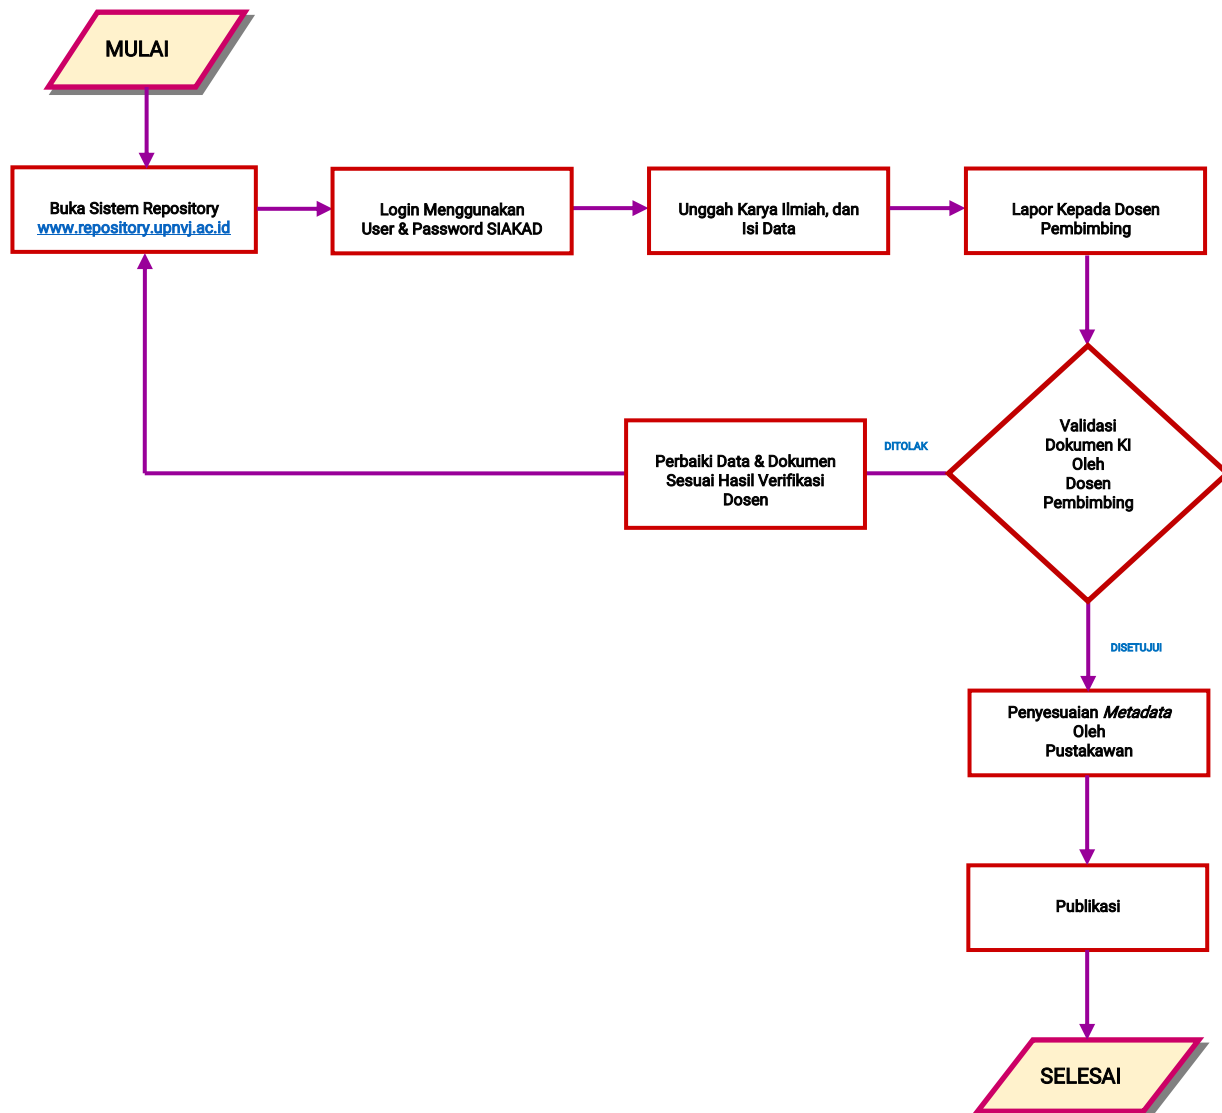 MULAI
Buka Sistem Repository
www.repository.upnvj.ac.id
Login Menggunakan
User & Password SIAKAD
Unggah Karya Ilmiah, dan
Isi Data
Lapor Kepada Dosen
Pembimbing
Validasi
Dokumen KI
Oleh
Dosen
Pembimbing
DITOLAK
Perbaiki Data & Dokumen
Sesuai Hasil Verifikasi
Dosen
DISETUJUI
Penyesuaian Metadata
Oleh
Pustakawan
Publikasi
SELESAI